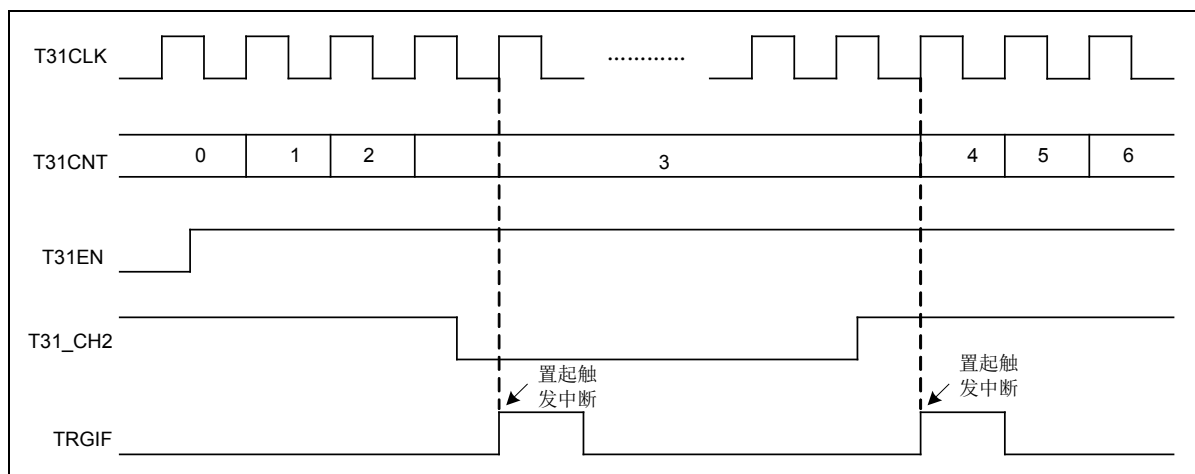 T31CLK
…………
T31CNT
0
1
2
3
4
5
6
T31EN
T31_CH2
置起触
发中断
置起触
发中断
TRGIF